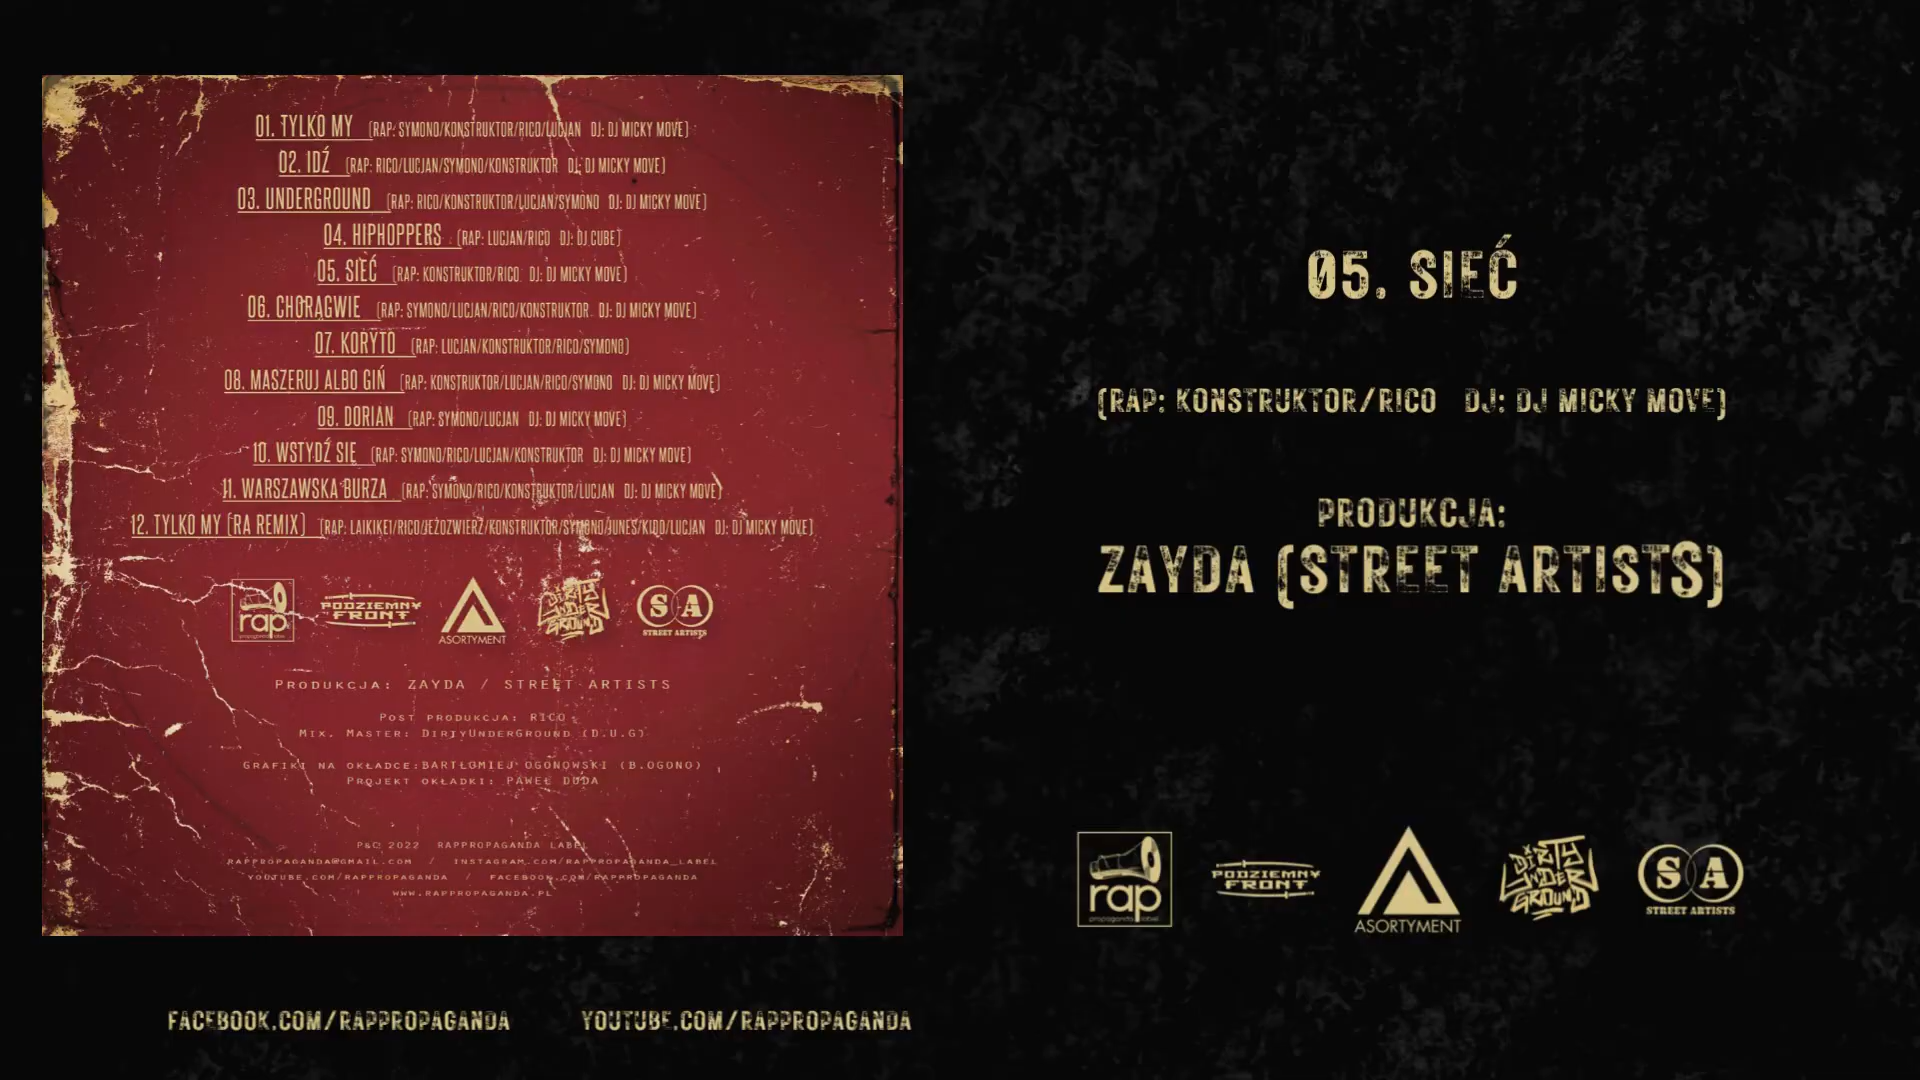 01. TYLKO MY (RAP: SYMONO/KONSTRUKTOR/RICO/LUCJAN DJ: DJ MICKY MOVE)
02. IDŹ (RAP: RICO/LUCJAN/SYMONO/KONSTRUKTOR DJ: DJ MICKY MOVE)
03. UNDERGROUND (RAP: RICO/KONSTRUKTOR/LUCJAN/SYMONO DJ: DJ MICKY MOVE)
04. HIPHOPPERS (RAP: LUCJAN/RICO DJ: DJ CUBE)
05. SIEĆ (RAP: KONSTRUKTOR/RICO DJ: DJ MICKY MOVE)
06. CHORĄGWIE (RAP: SYMONO/LUCJAN/RICO/KONSTRUKTOR DJ: DJ MICKY MOVE)
07. KORYTO (RAP: LUCJAN/KONSTRUKTOR/RICO/SYMONO)
08. MASZERUJ ALBO GIŃ (RAP: KONSTRUKTOR/LUCJAN/RICO/SYMONO DJ: DJ MICKY MOVE)
09. DORIAN (RAP: SYMONO/LUCJAN DJ: DJ MICKY MOVE)
10. WSTYDŹ SIĘ (RAP: SYMONO/RICO/LUCJAN/KONSTRUKTOR DJ: DJ MICKY MOVE)
11. WARSZAWSKA BURZA (RAP: SYMONO/RICO/KONSTRUKTOR/LUCJAN DJ: DJ MICKY MOVE)
12. TYLKO MY (RA REMIX) (RAP: LAIKIKE1/RICO/JEŻOZWIERZ/KONSTRUKTOR/SYMONO/JUNES/KIDD/LUCJAN DJ: DJ MICKY MOVE)
rap
propaganda label
PODZIEMNY
FRONT
ASORTYMENT
DIRTY
UNDER
GROUND
S A
STREET ARTISTS
PRODUKCJA: ZAYDA / STREET ARTISTS
POST PRODUKCJA: RICO
MIX. MASTER: DIRTYUNDERGROUND (D.U.G)
GRAFIKI NA OKŁADCE:BARTŁOMIEJ OGONOWSKI (B.OGONO)
PROJEKT OKŁADKI: PAWEŁ DUDA
P&C 2022 RAPPROPAGANDA LABEL
RAPPROPAGANDA@GMAIL.COM / INSTAGRAM.COM/RAPPROPAGANDA_LABEL
YOUTUBE.COM/RAPPROPAGANDA / FACEBOOK.COM/RAPPROPAGANDA
WWW.RAPPROPAGANDA.PL
05. SIEĆ
(RAP: KONSTRUKTOR/RICO DJ: DJ MICKY MOVE)
PRODUKCJA:
ZAYDA (STREET ARTISTS)
rap
propaganda label
PODZIEMNY
FRONT
ASORTYMENT
DIRTY
UNDER
GROUND
S A
STREET ARTISTS
FACEBOOK.COM/RAPPROPAGANDA YOUTUBE.COM/RAPPROPAGANDA